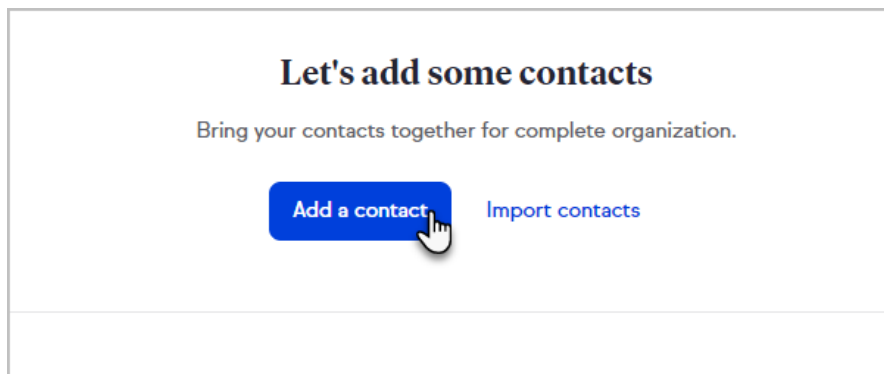 Let's add some contacts
Bring your contacts together for complete organization.
Add a contact Import contacts